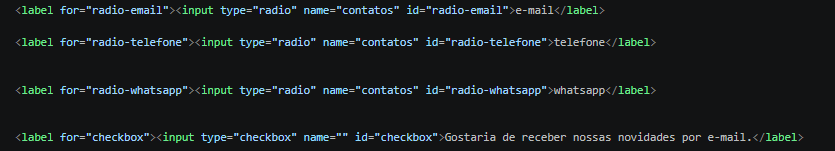 <label for="radio-email"><input type="radio" name="contatos" id="radio-email">e-mail</label>
<label for="radio-telefone"><input type="radio" name="contatos" id="radio-telefone">telefone</label>
<label for="radio-whatsapp"><input type="radio" name="contatos" id="radio-whatsapp">whatsapp</label>
<label for="checkbox"><input type="checkbox" name="" id="checkbox">Gostaria de receber nossas novidades por e-mail.</label>